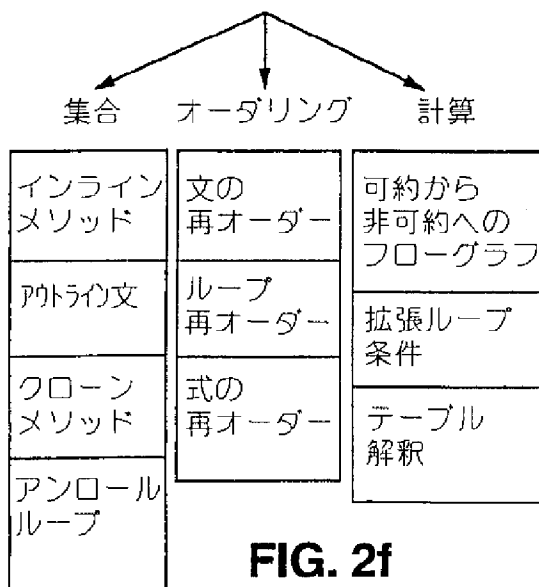 集合
オーダリング
計算
インライン
メソッド
アウトライン文
クローン
メソッド
アンロール
ループ
文の
再オーダー
ループ
再オーダー
式の
再オーダー
可約から
非可約への
フローグラフ
拡張ループ
条件
テーブル
解釈
FIG. 2f